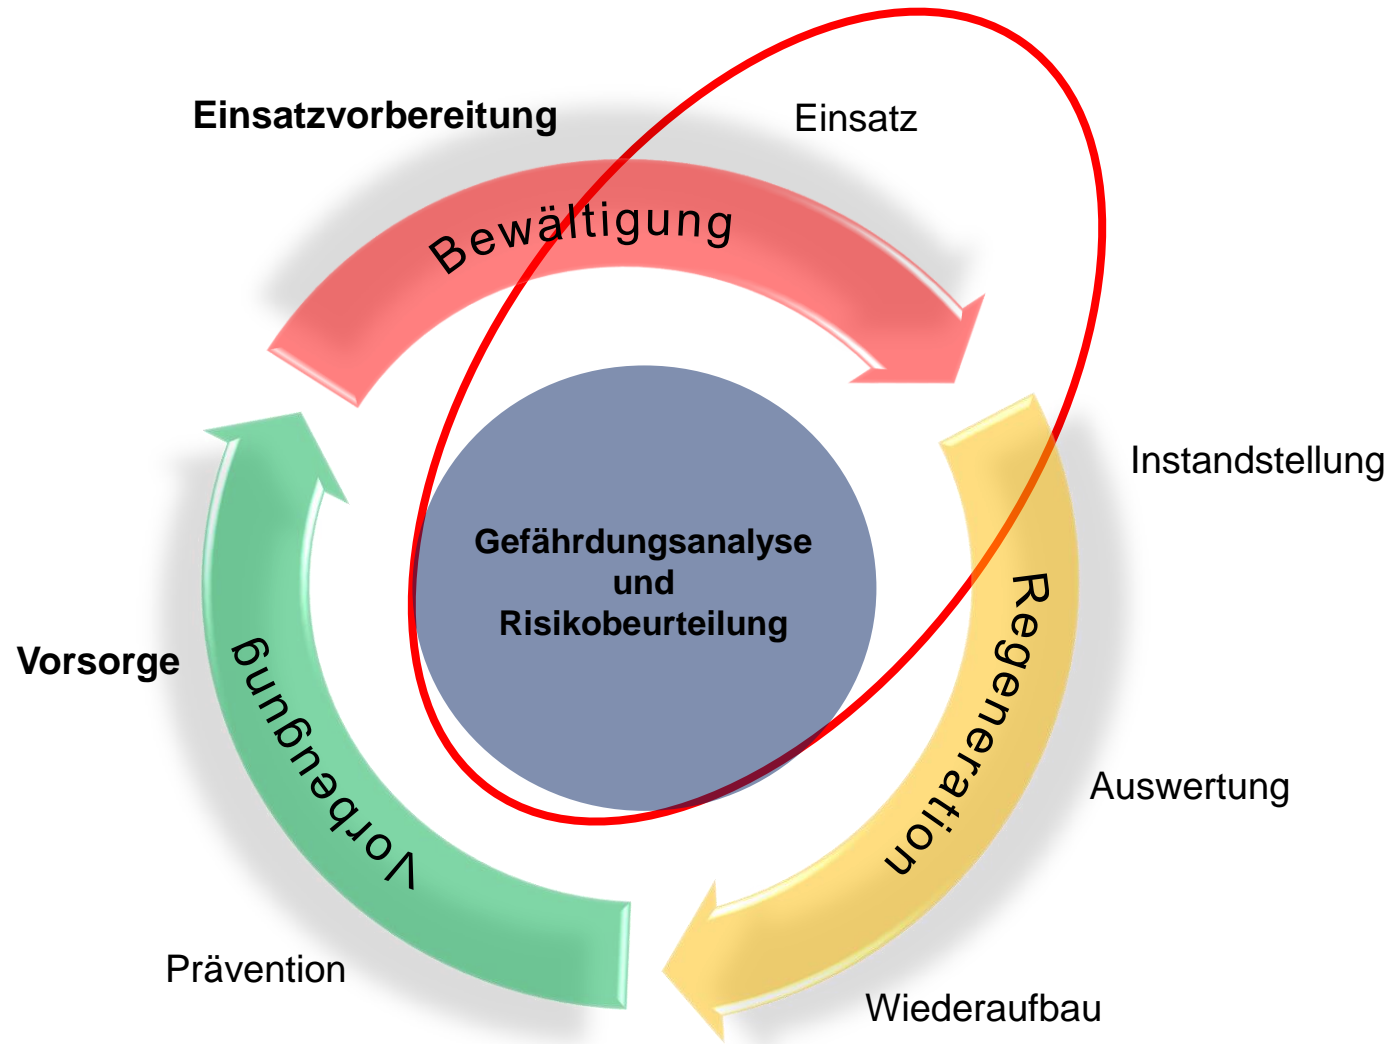 Einsatzvorbereitung
Einsatz
Bewältigung
Instandstellung
Gefährdungsanalyse
und
Risikobeurteilung
Regeneration
Vorsorge
Vorbeugung
Auswertung
Prävention
Wiederaufbau